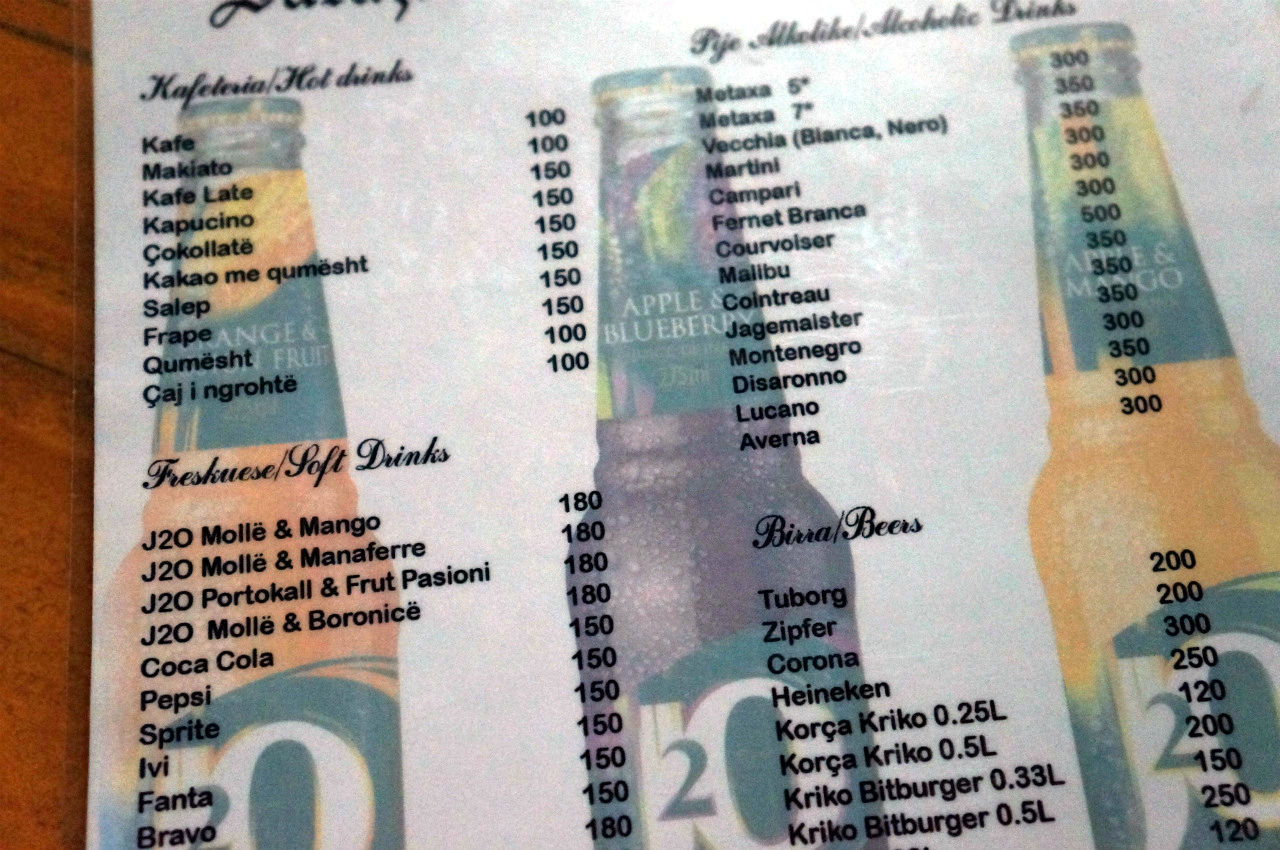 Kafeteria/Hot drinks
Kafe 100
Makiato 100
Kafe Late 150
Kapucino 150
Çokollatë 150
Kakao me qumësht 150
Salep 150
Frape 150
Qumësht 100
Çaj i ngrohtë 100
Freskuese/Soft Drinks
J2O Mollë & Mango 180
J2O Mollë & Manaferre 180
J2O Portokall & Frut Pasioni 180
J2O Mollë & Boronicë 180
Coca Cola 150
Pepsi 150
Sprite 150
Ivi 150
Fanta 150
Bravo 150
180
Pije Alkolike/Alcoholic Drinks
Metaxa 5* 300
Metaxa 7* 350
Vecchia (Bianca, Nero) 350
Martini 300
Campari 300
Fernet Branca 300
Courvoiser 500
Malibu 350
Cointreau 350
Jagemaister 350
Montenegro 300
Disaronno 350
Lucano 300
Averna 300
Birra/Beers
Tuborg 200
Zipfer 200
Corona 300
Heineken 250
Korça Kriko 0.25L 120
Korça Kriko 0.5L 200
Kriko Bitburger 0.33L 150
Kriko Bitburger 0.5L 250
120
APPLE &
BLUEBERRY
275ml
APPLE &
MANGO